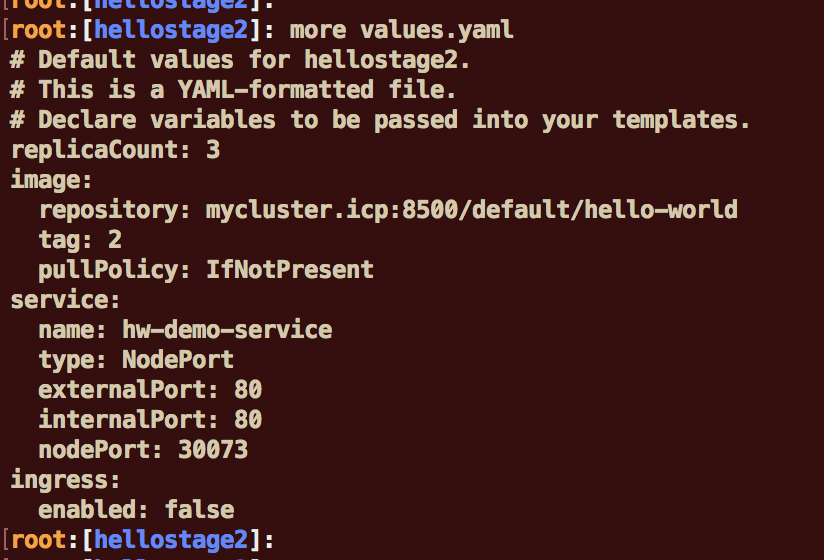 [root:[hellostage2]:
[root:[hellostage2]: more values.yaml
# Default values for hellostage2.
# This is a YAML-formatted file.
# Declare variables to be passed into your templates.
replicaCount: 3
image:
  repository: mycluster.icp:8500/default/hello-world
  tag: 2
  pullPolicy: IfNotPresent
service:
  name: hw-demo-service
  type: NodePort
  externalPort: 80
  internalPort: 80
  nodePort: 30073
ingress:
  enabled: false
[root:[hellostage2]: